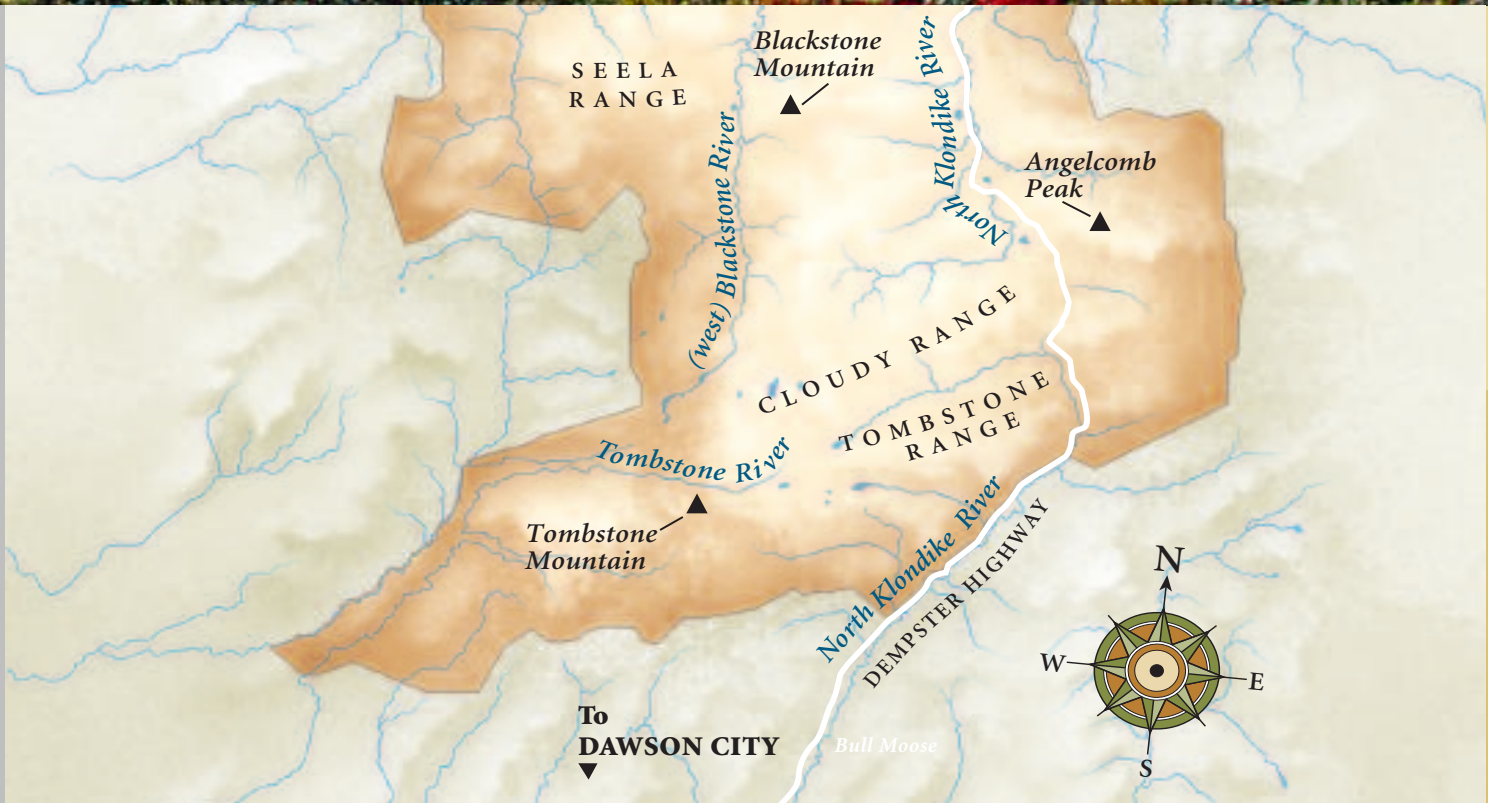 Blackstone
Mountain
SEELA
RANGE
North Klondike River
(west) Blackstone River
Angelcomb
Peak
CLOUDY RANGE
TOMBSTONE
RANGE
Tombstone River
Tombstone
Mountain
North Klondike River
DEMPSTER HIGHWAY
N
W
E
S
To
DAWSON CITY
Bull Moose